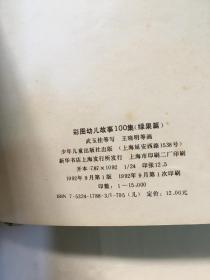 彩图幼儿故事100集(绿果篇)
武玉桂等写 王晓明等画
少年儿童出版社出版 (上海延安西路1538号)
新华书店上海发行所发行 上海市印刷二厂印刷
开本 787×1092 1/24 印张12.5
1992年9月第1版 1992年9月第1次印刷
印数:1—15,000
ISBN 7-5324-1788-3/I·705(儿) 定价:12.00元